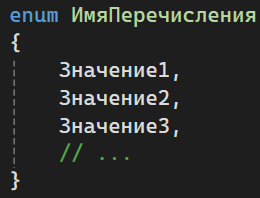 enum ИмяПеречисления
{
Значение1,
Значение2,
Значение3,
// ...
}